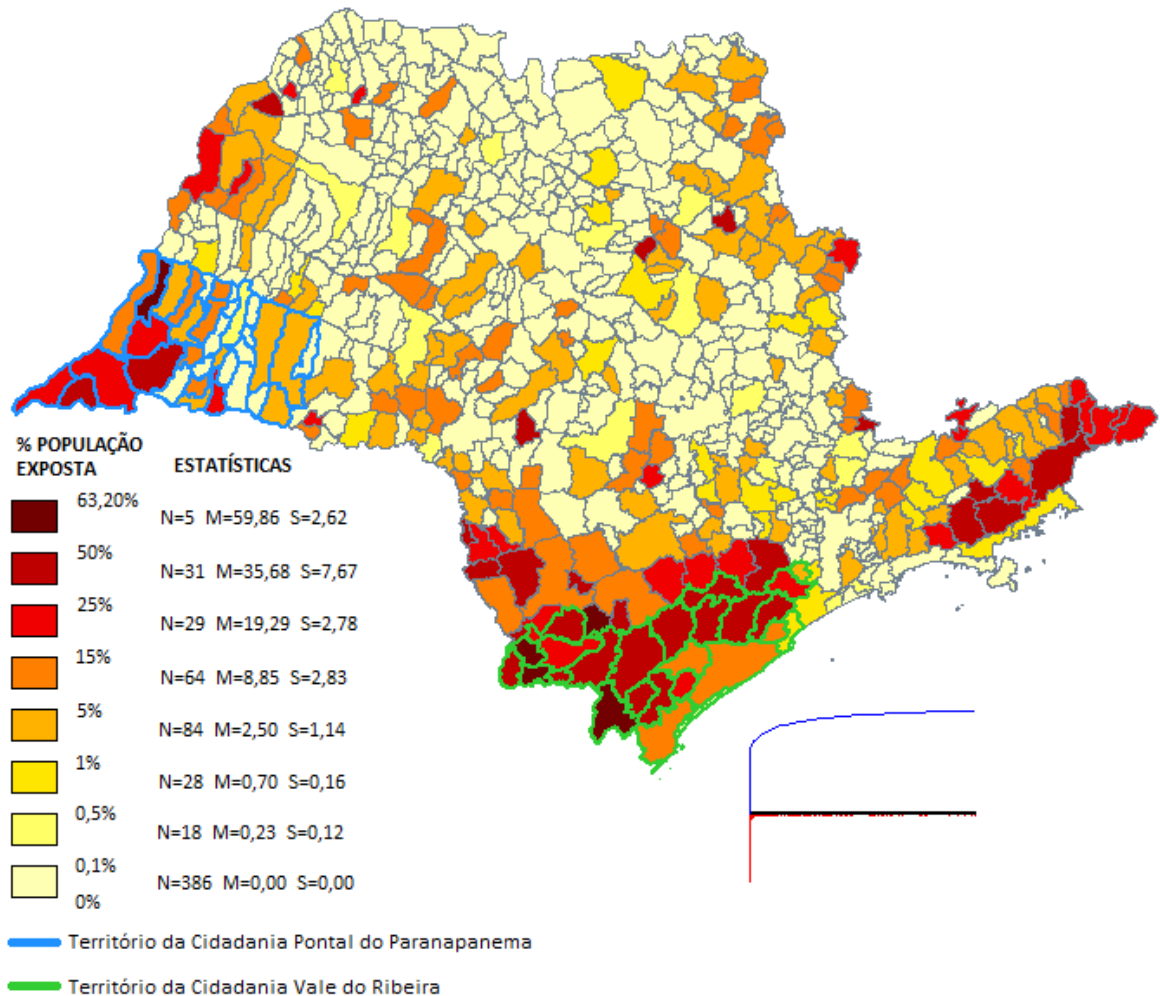 % POPULAÇÃO
EXPOSTA
ESTATÍSTICAS
63,20%
N=5 M=59,86 S=2,62
50%
N=31 M=35,68 S=7,67
25%
N=29 M=19,29 S=2,78
15%
N=64 M=8,85 S=2,83
5%
N=84 M=2,50 S=1,14
1%
N=28 M=0,70 S=0,16
0,5%
N=18 M=0,23 S=0,12
0,1%
N=386 M=0,00 S=0,00
0%
Território da Cidadania Pontal do Paranapanema
Território da Cidadania Vale do Ribeira